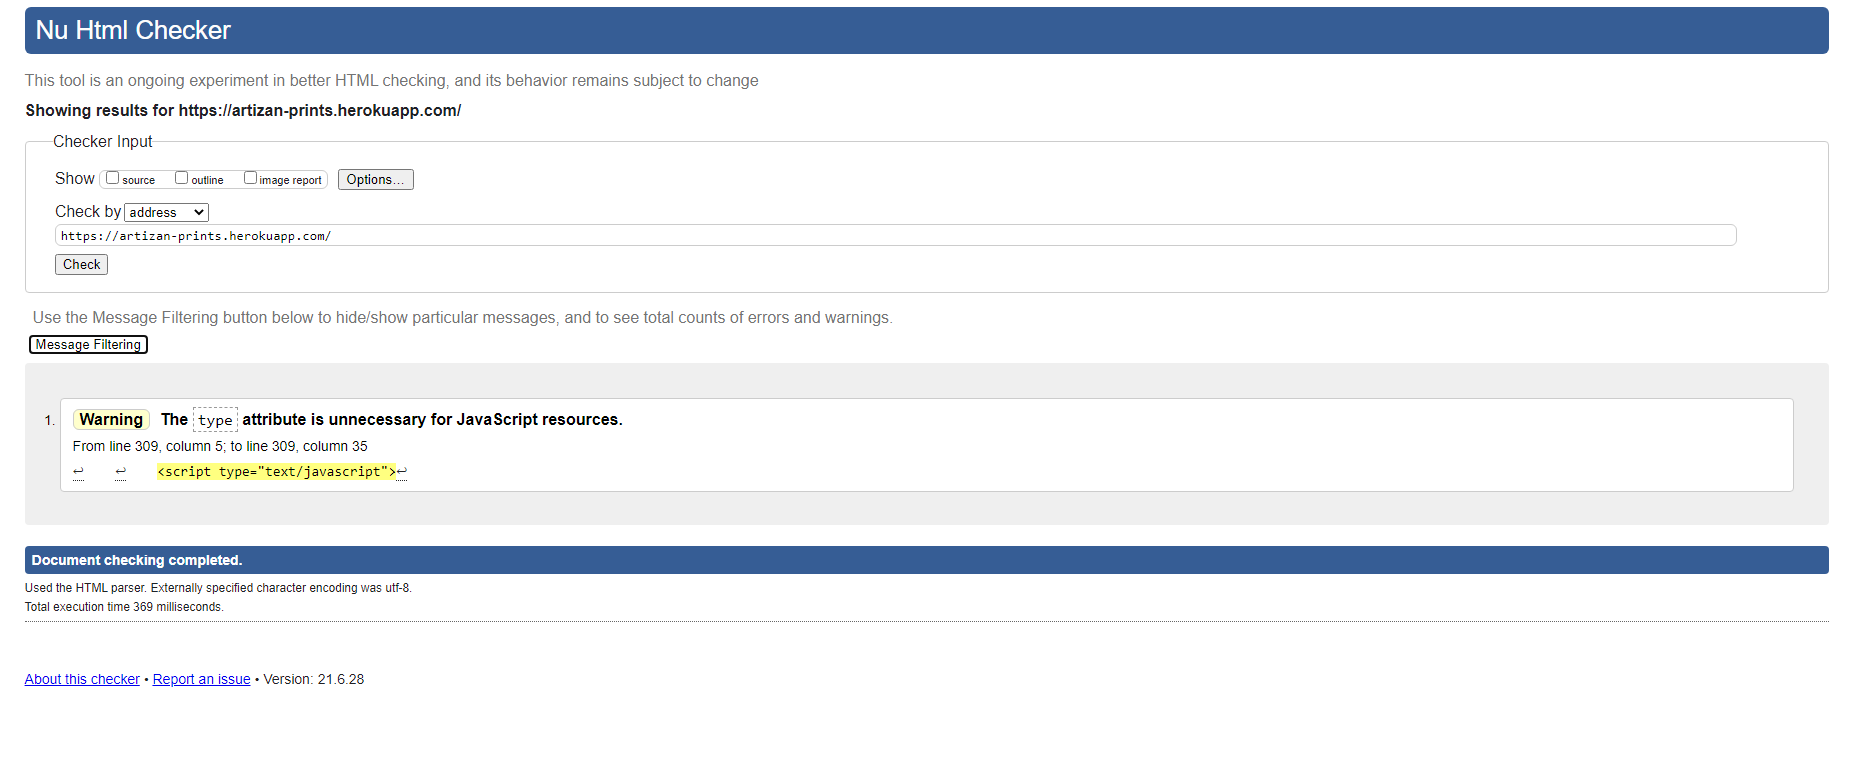 Nu Html Checker
This tool is an ongoing experiment in better HTML checking, and its behavior remains subject to change
Showing results for https://artizan-prints.herokuapp.com/
Checker Input
Show source outline image report Options...
Check by address
https://artizan-prints.herokuapp.com/
Check
Use the Message Filtering button below to hide/show particular messages, and to see total counts of errors and warnings.
Message Filtering
1. Warning The type attribute is unnecessary for JavaScript resources.
From line 309, column 5; to line 309, column 35
↩ ↩ <script type="text/javascript">↩
Document checking completed.
Used the HTML parser. Externally specified character encoding was utf-8.
Total execution time 369 milliseconds.
About this checker • Report an issue • Version: 21.6.28